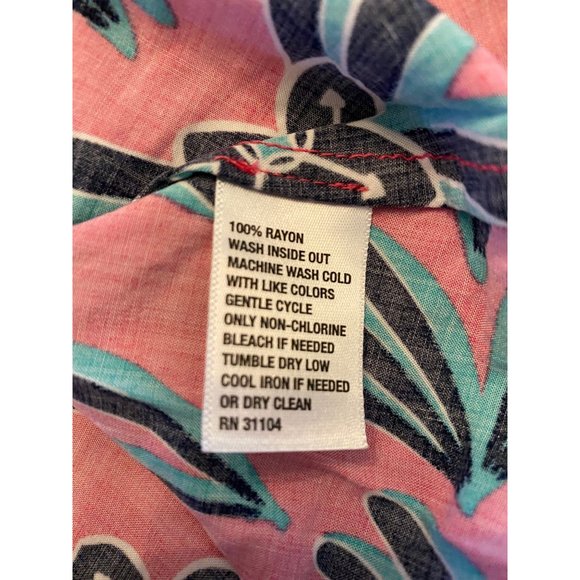 100% RAYON
WASH INSIDE OUT
MACHINE WASH COLD
WITH LIKE COLORS
GENTLE CYCLE
ONLY NON-CHLORINE
BLEACH IF NEEDED
TUMBLE DRY LOW
COOL IRON IF NEEDED
OR DRY CLEAN
RN 31104